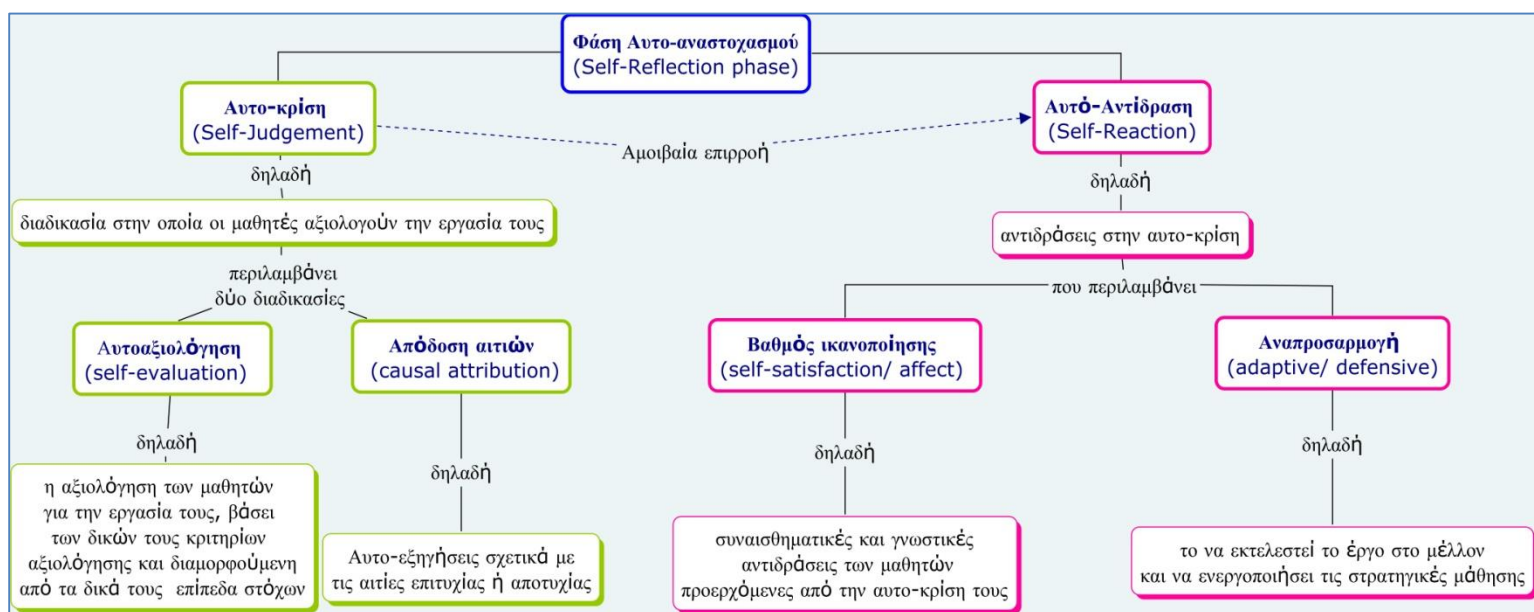 Φάση Αυτο-αναστοχασμού
(Self-Reflection phase)
Αυτο-κρίση
(Self-Judgement)
Αυτό-Αντίδραση
(Self-Reaction)
Αμοιβαία επιρροή
δηλαδή
δηλαδή
διαδικασία στην οποία οι μαθητές αξιολογούν την εργασία τους
αντιδράσεις στην αυτο-κρίση
περιλαμβάνει
δύο διαδικασίες
που περιλαμβάνει
Αυτοαξιολόγηση
(self-evaluation)
Απόδοση αιτιών
(causal attribution)
Βαθμός ικανοποίησης
(self-satisfaction/ affect)
Αναπροσαρμογή
(adaptive/ defensive)
δηλαδή
δηλαδή
δηλαδή
δηλαδή
η αξιολόγηση των μαθητών
για την εργασία τους, βάσει
των δικών τους κριτηρίων
αξιολόγησης και διαμορφούμενη
από τα δικά τους επίπεδα στόχων
Αυτο-εξηγήσεις σχετικά με
τις αιτίες επιτυχίας ή αποτυχίας
συναισθηματικές και γνωστικές
αντιδράσεις των μαθητών
προερχόμενες από την αυτο-κρίση τους
το να εκτελεστεί το έργο στο μέλλον
και να ενεργοποιήσει τις στρατηγικές μάθησης